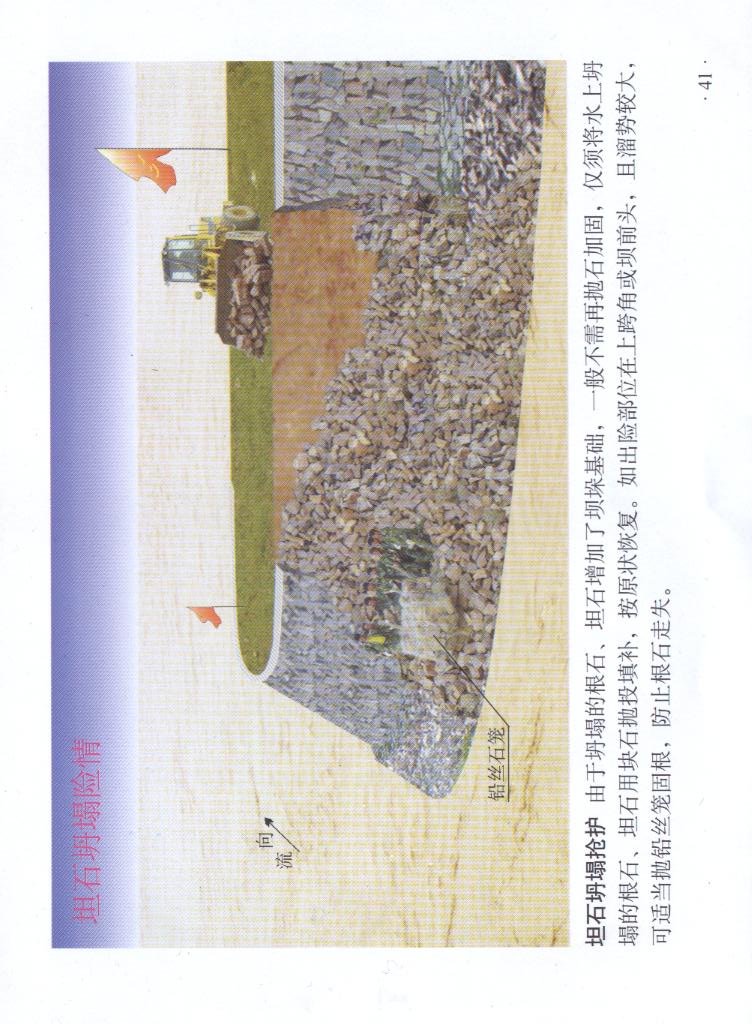 坦石坍塌险情
流向
铅丝石笼
坦石坍塌抢护 由于坍塌的根石、坦石增加了坝垛基础，一般不需再抛石加固，仅须将水上坍
塌的根石、坦石用块石抛投填补，按原状恢复。如出险部位在上跨角或坝前头，且溜势较大，
可适当抛铅丝笼固根，防止根石走失。
· 41 ·